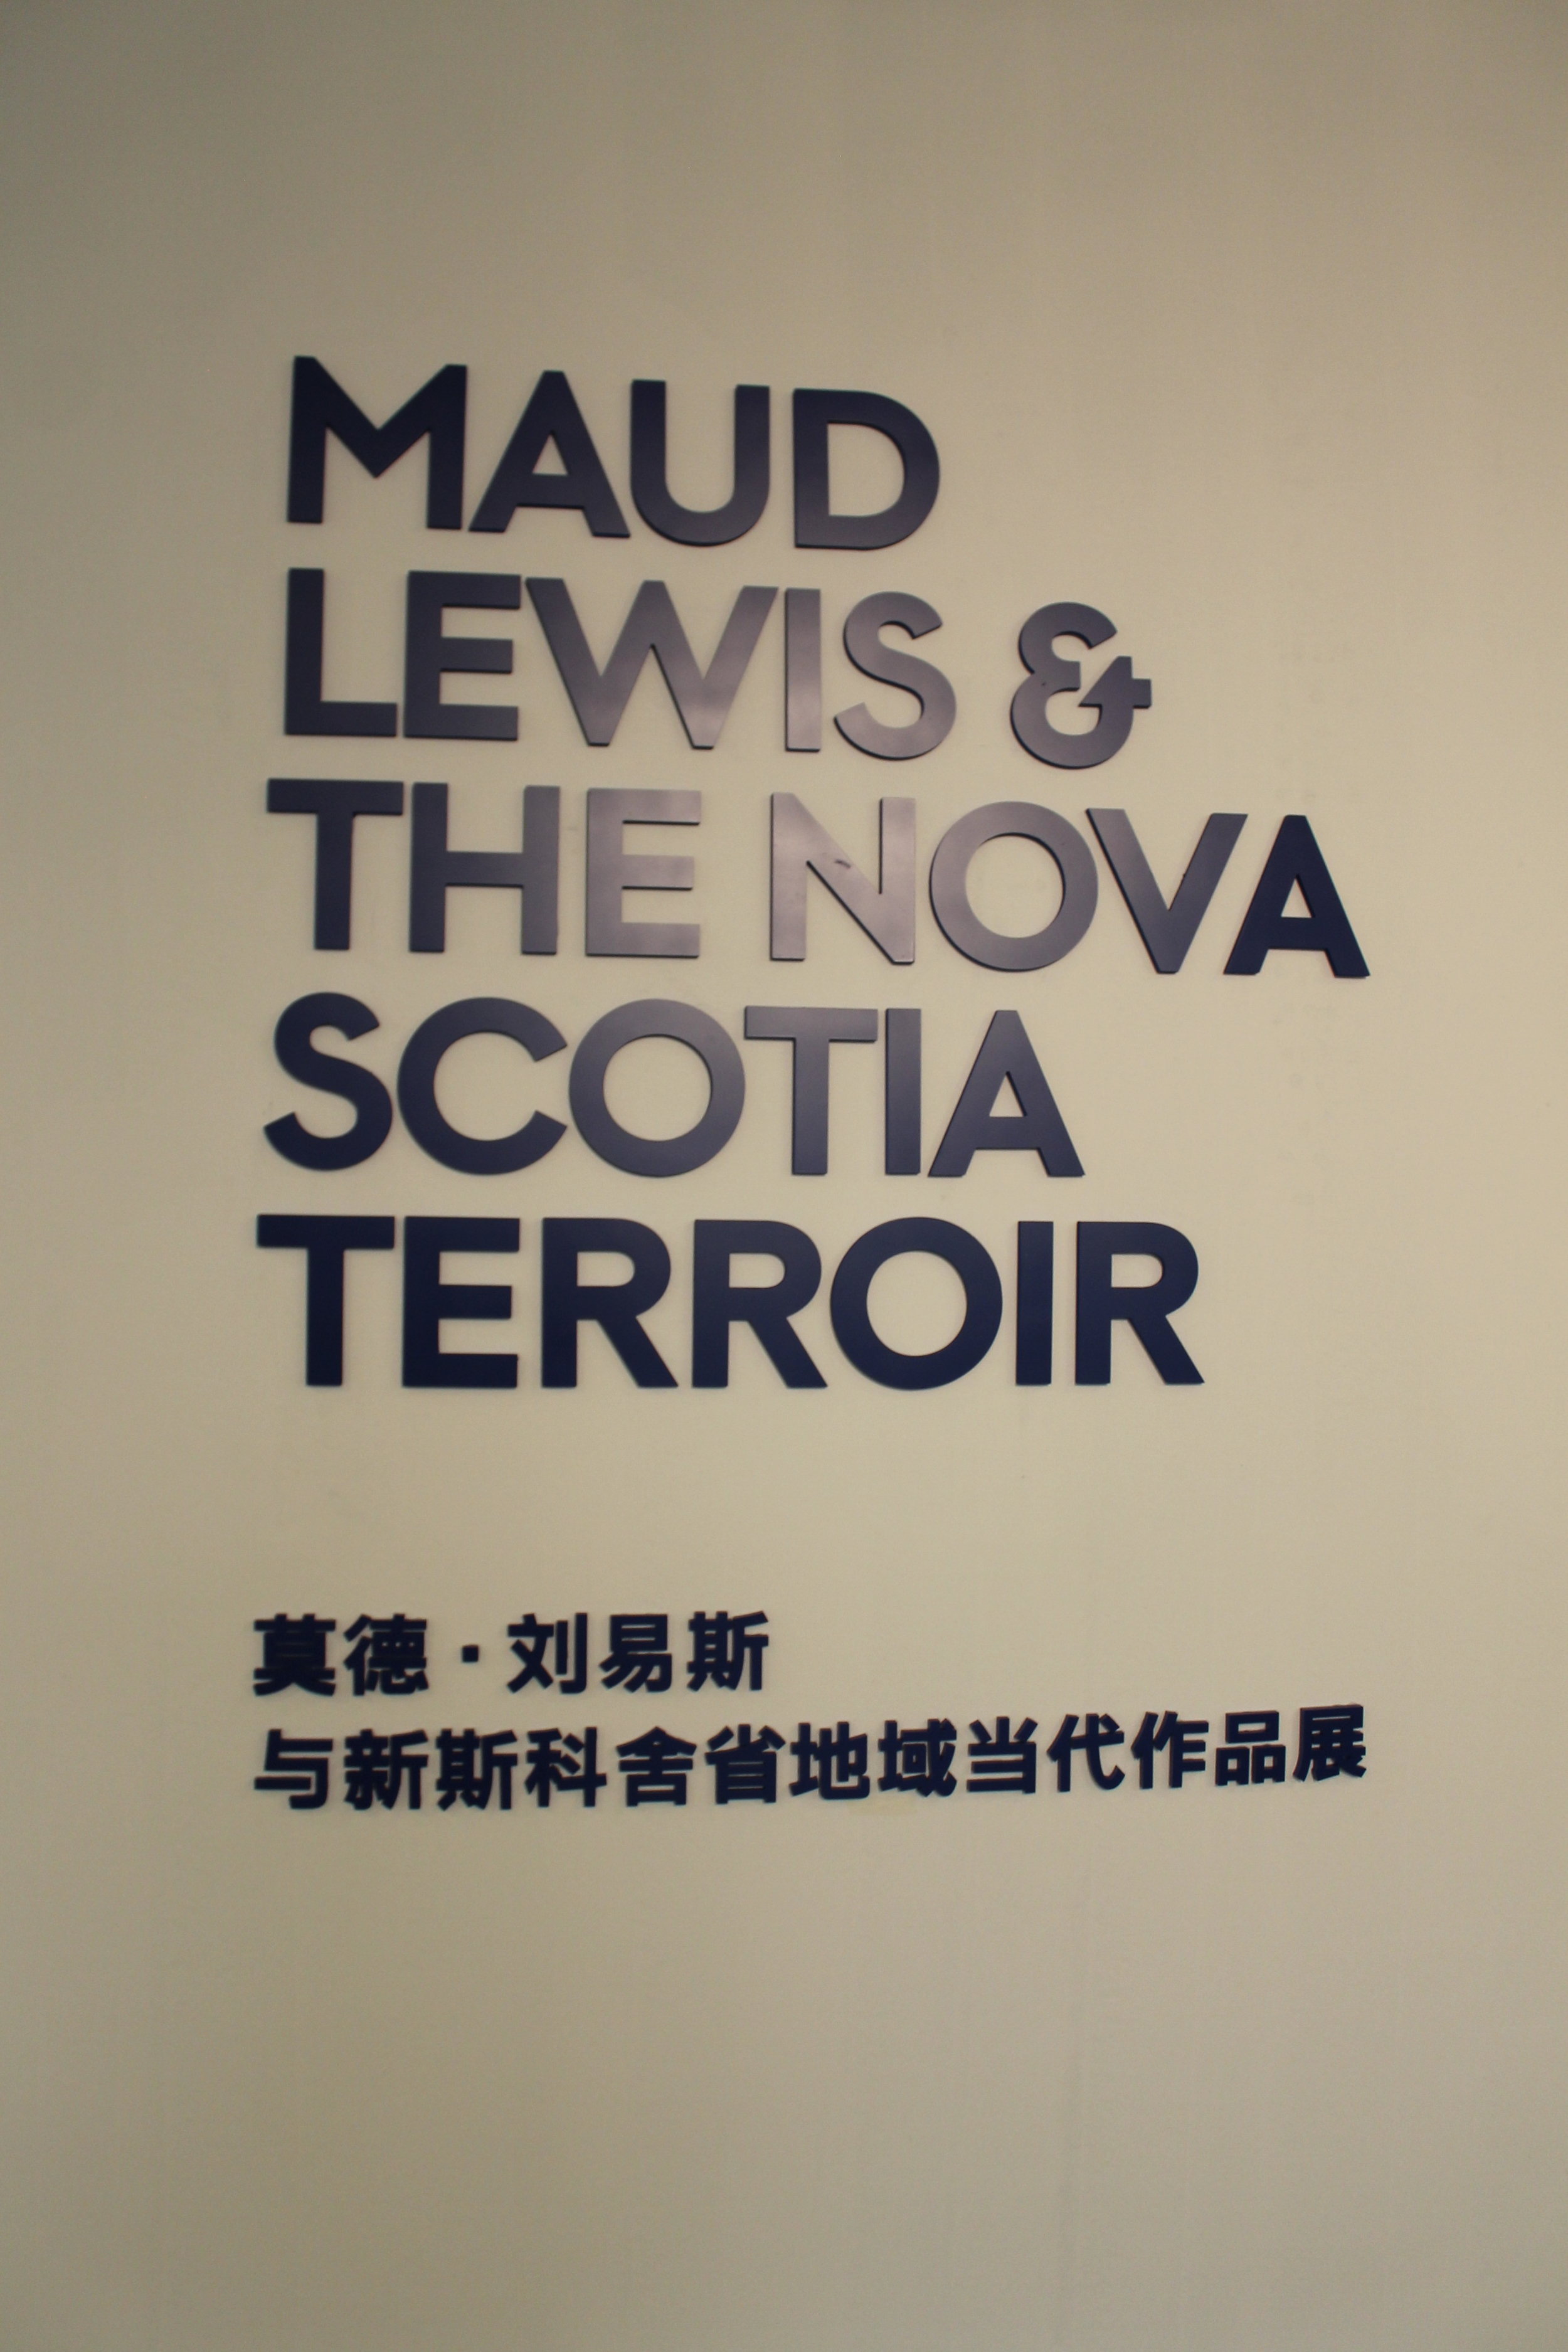 MAUD
LEWIS &
THE NOVA
SCOTIA
TERROIR
莫德·刘易斯
与新斯科舍省地域当代作品展